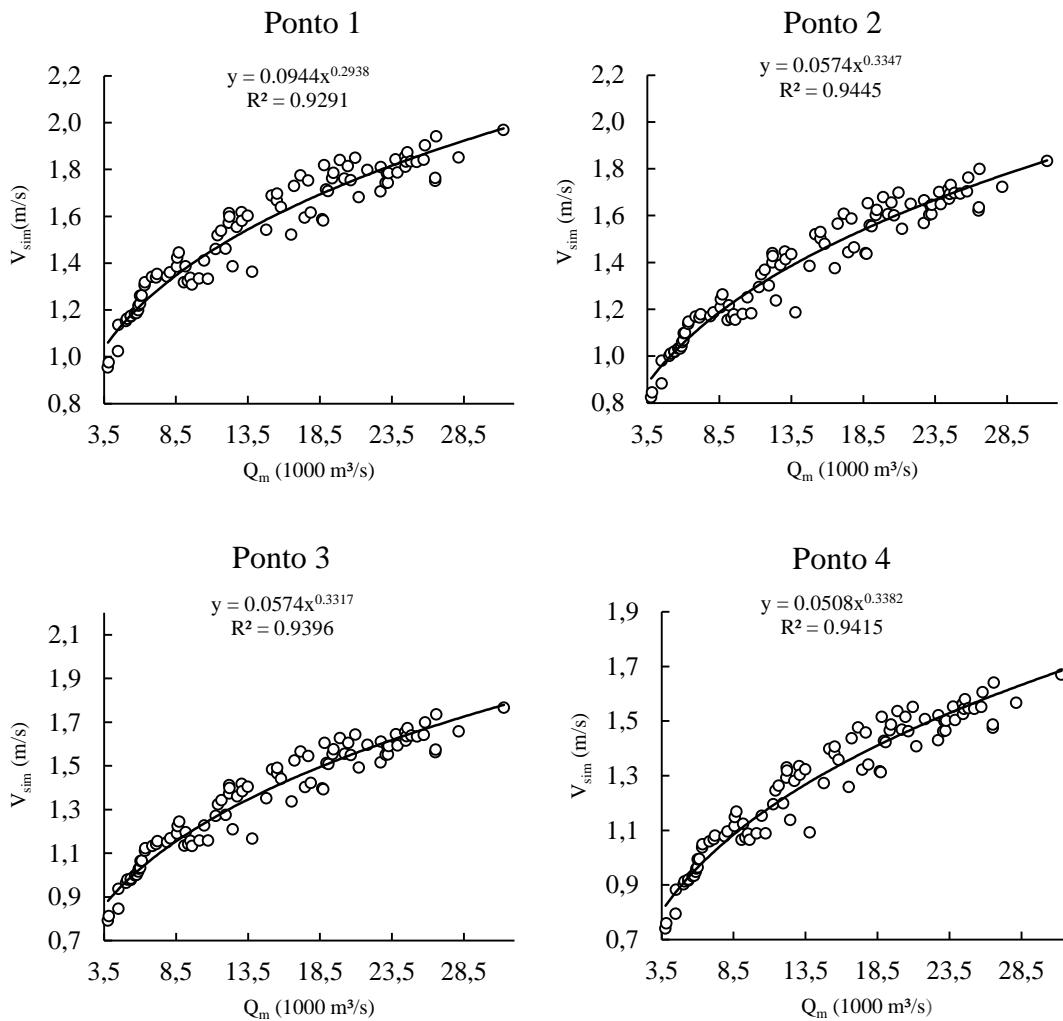 Ponto 1
y = 0.0944x^0.2938
R² = 0.9291
2,2
2,0
1,8
1,6
1,4
1,2
1,0
0,8
V_sim(m/s)
3,5 8,5 13,5 18,5 23,5 28,5
Q_m (1000 m³/s)
Ponto 2
y = 0.0574x^0.3347
R² = 0.9445
2,2
2,0
1,8
1,6
1,4
1,2
1,0
0,8
V_sim (m/s)
3,5 8,5 13,5 18,5 23,5 28,5
Q_m (1000 m³/s)
Ponto 3
y = 0.0574x^0.3317
R² = 0.9396
2,1
1,9
1,7
1,5
1,3
1,1
0,9
0,7
V_sim (m/s)
3,5 8,5 13,5 18,5 23,5 28,5
Q_m (1000 m³/s)
Ponto 4
y = 0.0508x^0.3382
R² = 0.9415
1,9
1,7
1,5
1,3
1,1
0,9
0,7
V_sim (m/s)
3,5 8,5 13,5 18,5 23,5 28,5
Q_m (1000 m³/s)